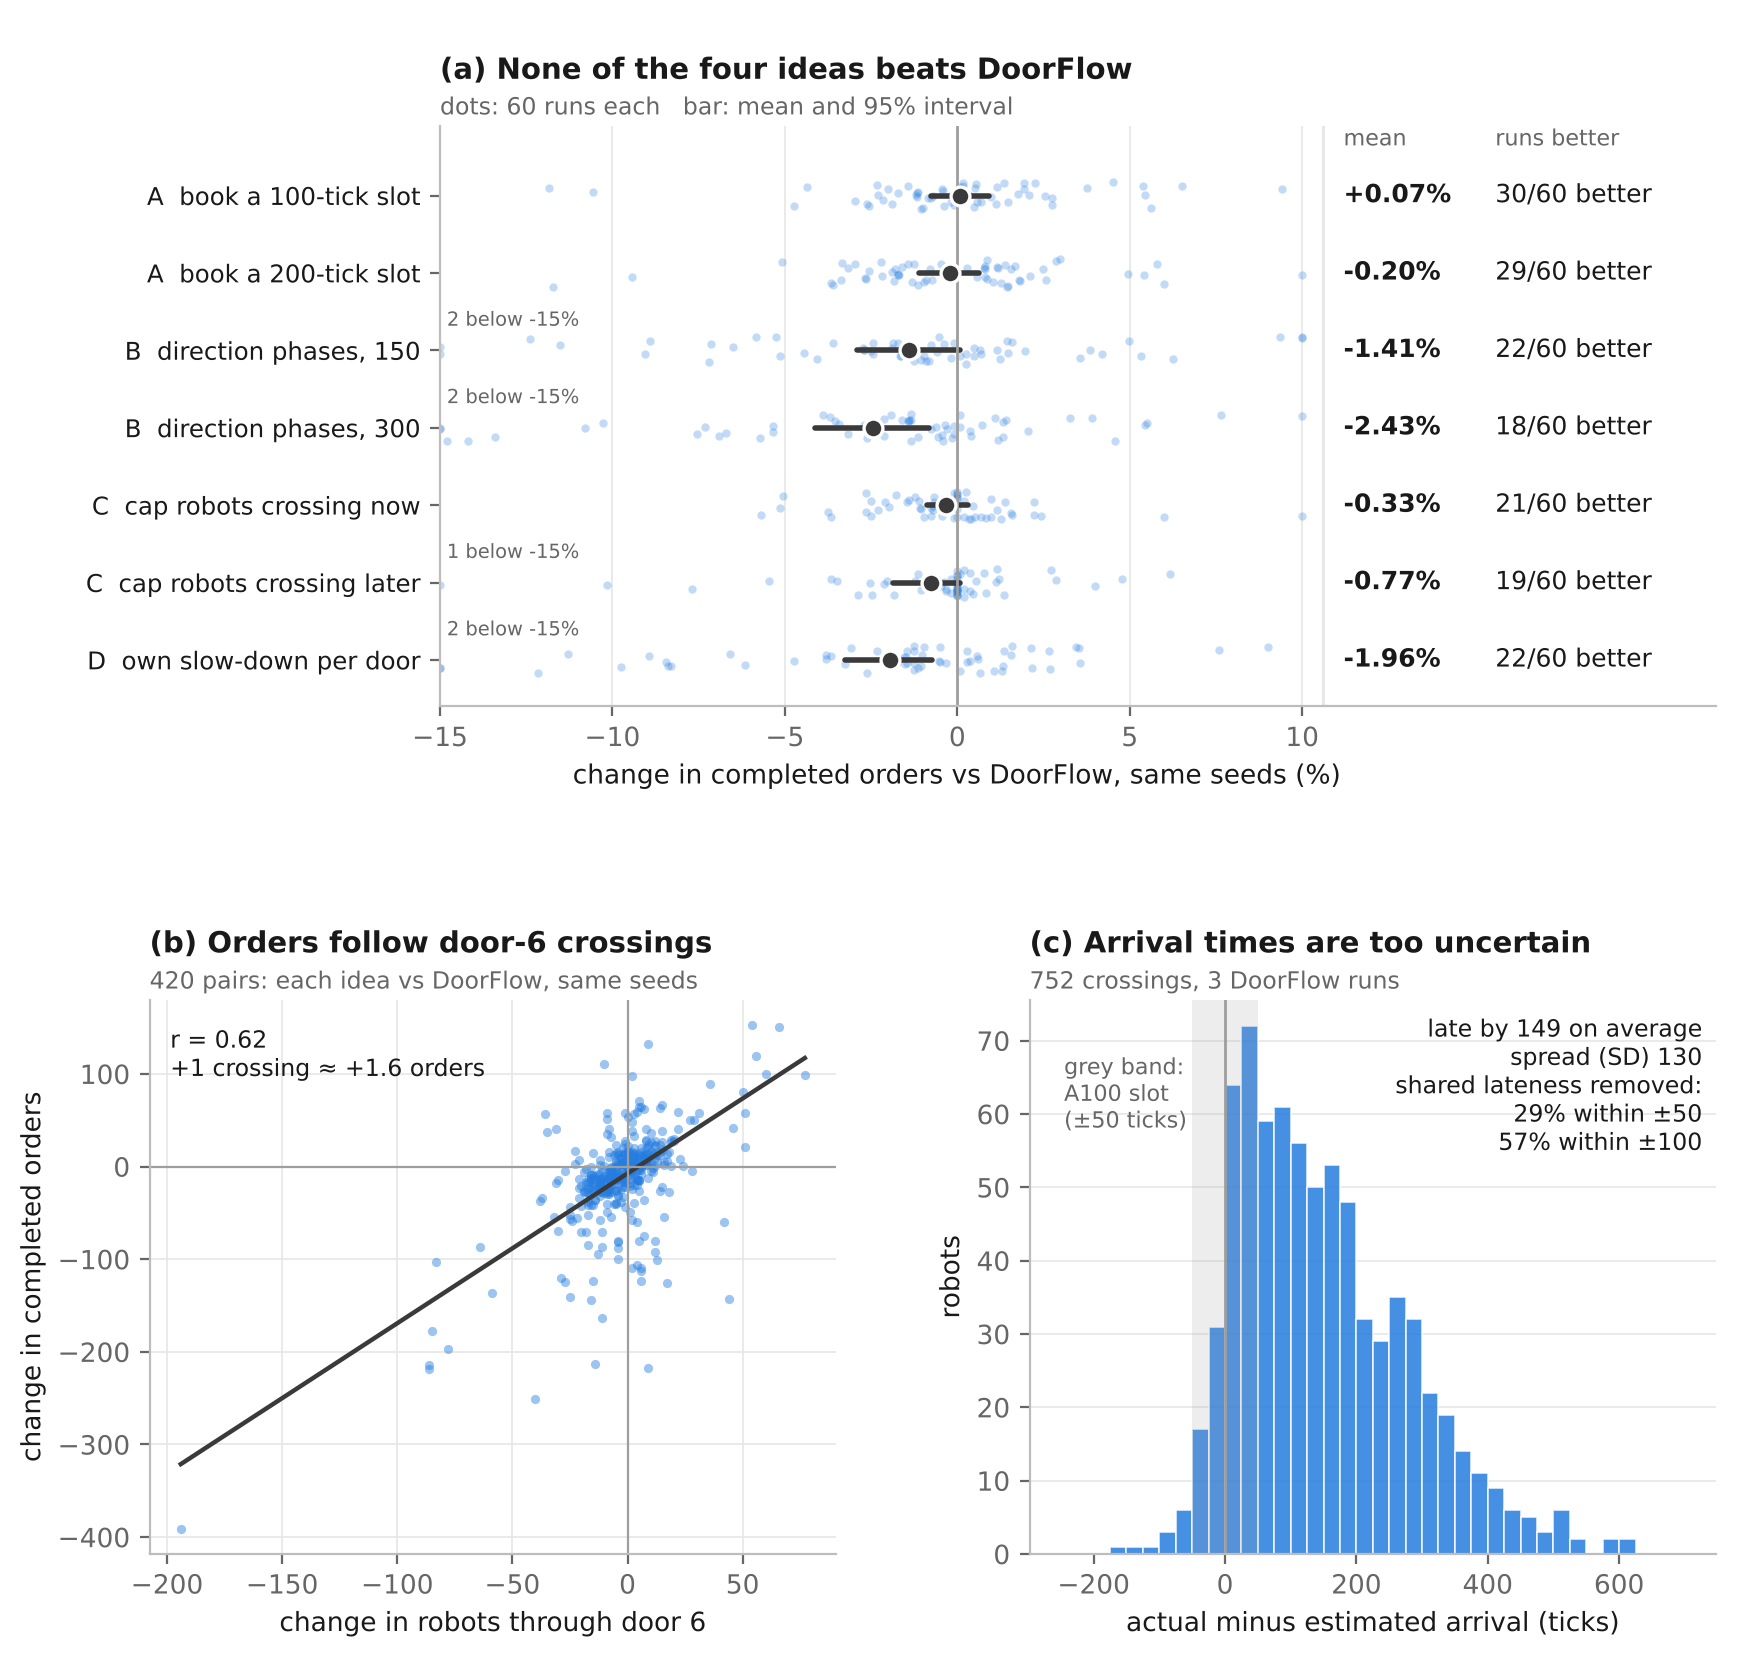 (a) None of the four ideas beats DoorFlow
dots: 60 runs each   bar: mean and 95% interval
mean   runs better
A  book a 100-tick slot   +0.07%   30/60 better
A  book a 200-tick slot   -0.20%   29/60 better
2 below -15%
B  direction phases, 150   -1.41%   22/60 better
2 below -15%
B  direction phases, 300   -2.43%   18/60 better
C  cap robots crossing now   -0.33%   21/60 better
1 below -15%
C  cap robots crossing later   -0.77%   19/60 better
2 below -15%
D  own slow-down per door   -1.96%   22/60 better
−15   −10   −5   0   5   10
change in completed orders vs DoorFlow, same seeds (%)
(b) Orders follow door-6 crossings
420 pairs: each idea vs DoorFlow, same seeds
r = 0.62
+1 crossing ≈ +1.6 orders
100
0
−100
−200
−300
−400
change in completed orders
−200   −150   −100   −50   0   50
change in robots through door 6
(c) Arrival times are too uncertain
752 crossings, 3 DoorFlow runs
late by 149 on average
spread (SD) 130
shared lateness removed:
29% within ±50
57% within ±100
grey band:
A100 slot
(±50 ticks)
70
60
50
40
30
20
10
0
robots
−200   0   200   400   600
actual minus estimated arrival (ticks)